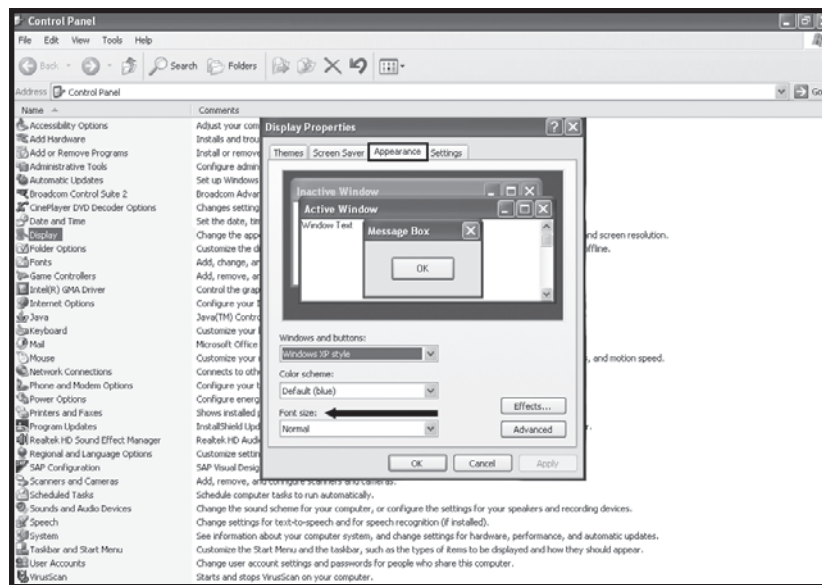 Control Panel
File Edit View Tools Help
Back Search Folders
Address Control Panel Go
Name Comments
Accessibility Options Adjust your com
Add Hardware Installs and trou
Add or Remove Programs Install or remove
Administrative Tools Configure admin
Automatic Updates Set up Windows
Broadcom Control Suite 2 Broadcom Advan
CinePlayer DVD Decoder Options Changes setting
Date and Time Set the date, tim
Display Change the appe nd screen resolution.
Folder Options Customize the di ffline.
Fonts Add, change, an
Game Controllers Add, remove, an
Intel(R) GMA Driver Control the grap
Internet Options Configure your I
Java Java(TM) Contro
Keyboard Customize your
Mail Microsoft Office
Mouse Customize your , and motion speed.
Network Connections Connects to oth
Phone and Modem Options Configure your t
Power Options Configure energ
Printers and Faxes Shows installed p
Program Updates InstallShield Upd r.
Realtek HD Sound Effect Manager Realtek HD Audi
Regional and Language Options Customize settin
SAP Configuration SAP Visual Desig
Scanners and Cameras Add, remove, and configure scanners and cameras.
Scheduled Tasks Schedule computer tasks to run automatically.
Sounds and Audio Devices Change the sound scheme for your computer, or configure the settings for your speakers and recording devices.
Speech Change settings for text-to-speech and for speech recognition (if installed).
System See information about your computer system, and change settings for hardware, performance, and automatic updates.
Taskbar and Start Menu Customize the Start Menu and the taskbar, such as the types of items to be displayed and how they should appear.
User Accounts Change user account settings and passwords for people who share this computer.
VirusScan Starts and stops VirusScan on your computer.
Display Properties
Themes Screen Saver Appearance Settings
Inactive Window
Active Window
Window Text
Message Box
OK
Windows and buttons:
Windows XP style
Color scheme:
Default (blue)
Font size:
Normal
Effects...
Advanced
OK Cancel Apply